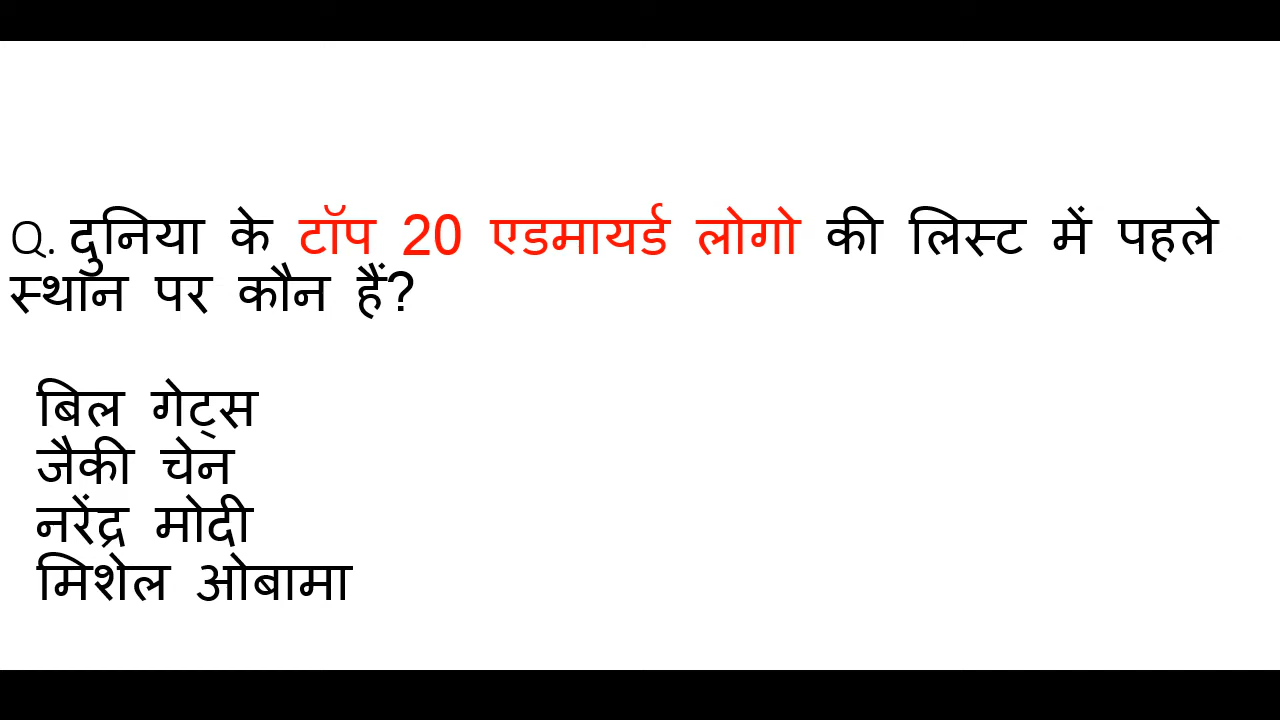 Q. दुनिया के टॉप 20 एडमायर्ड लोगो की लिस्ट में पहले
स्थान पर कौन हैं?
बिल गेट्स
जैकी चेन
नरेंद्र मोदी
मिशेल ओबामा